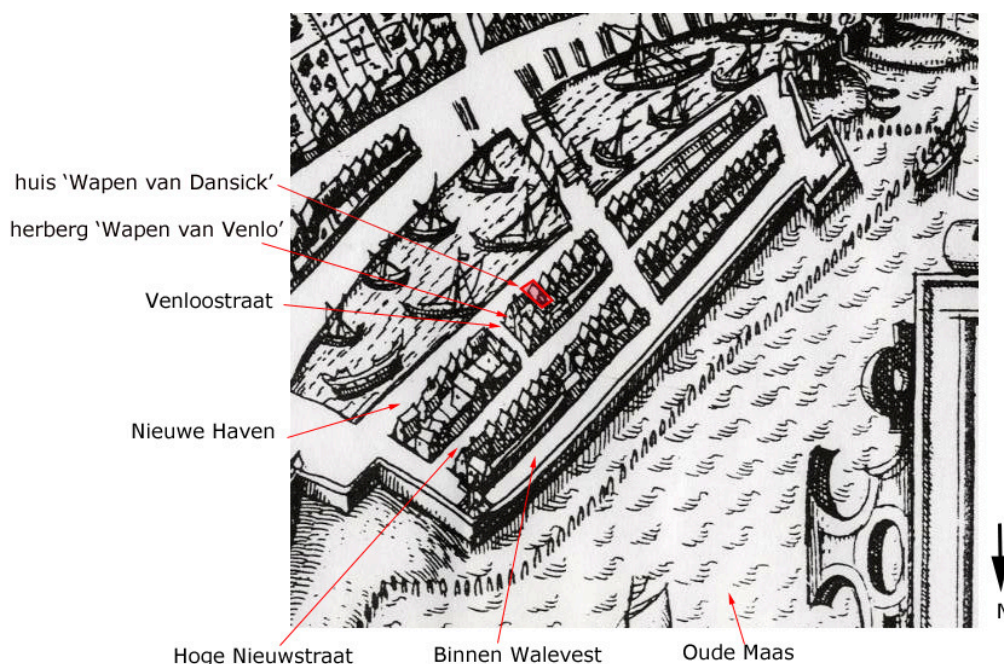 huis ‘Wapen van Dansick’
herberg ‘Wapen van Venlo’
Venloostraat
Nieuwe Haven
N
Hoge Nieuwstraat
Binnen Walevest
Oude Maas